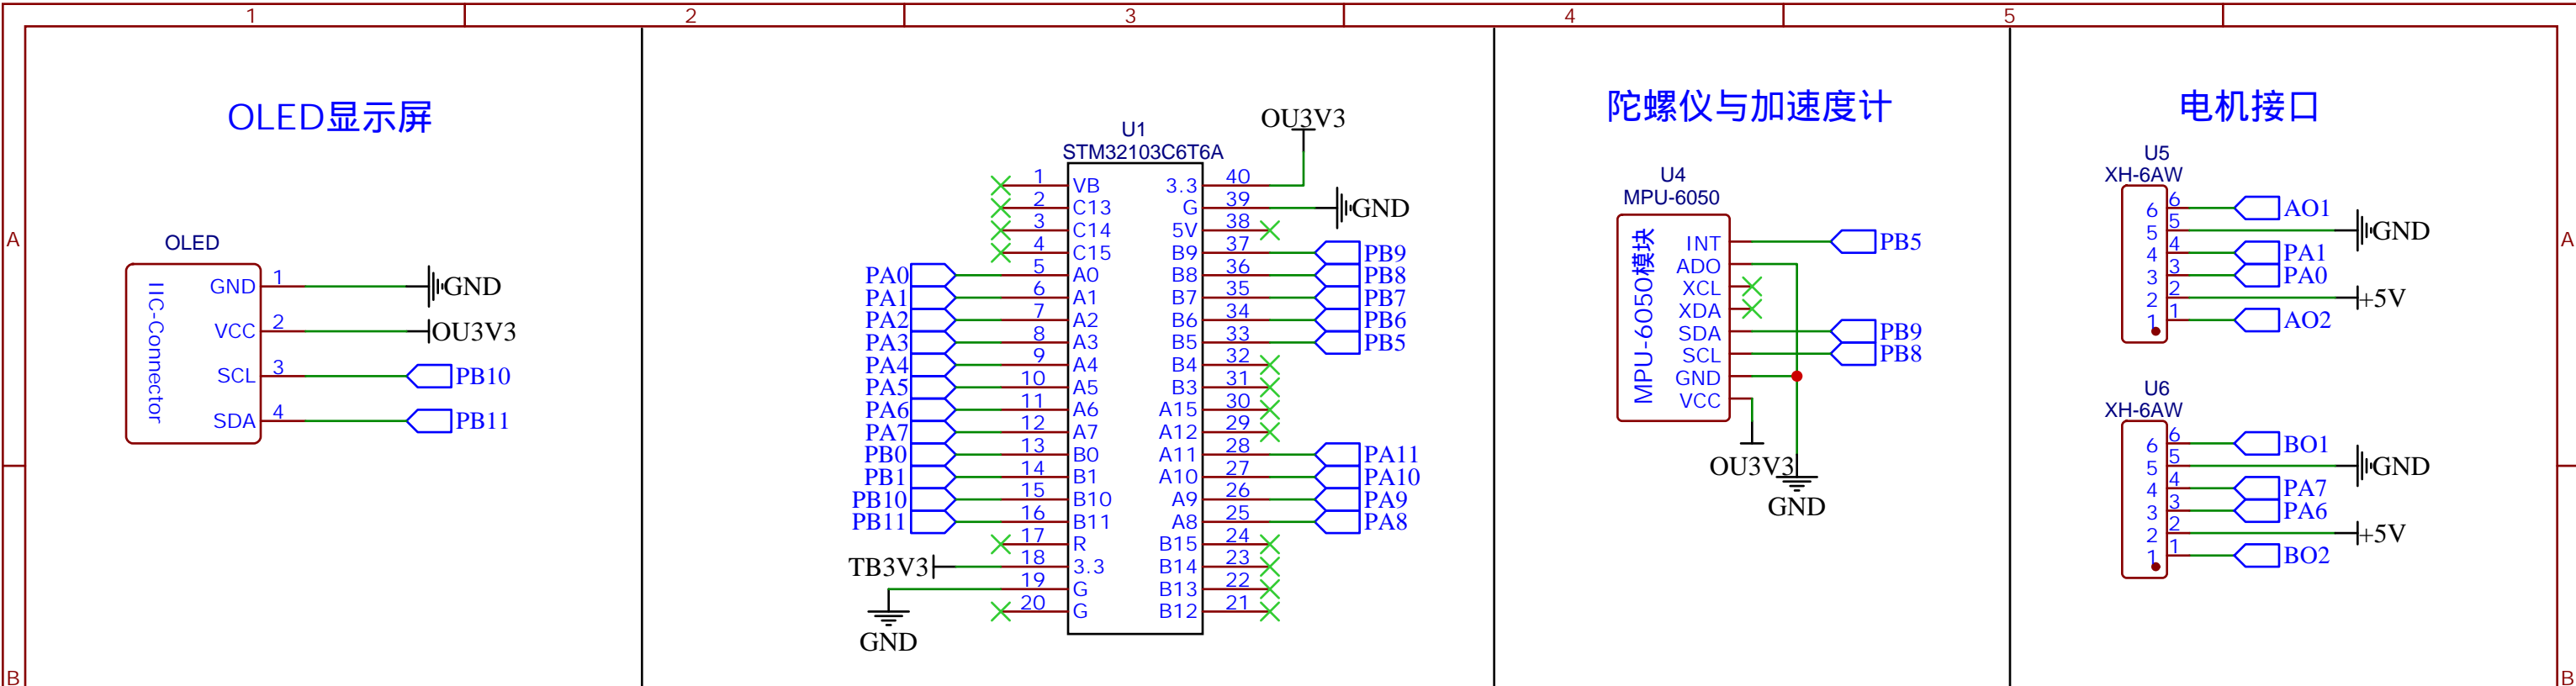 1 2 3 4 5
A
B
A
B
OLED显示屏
OLED
IIC-Connector
GND 1 GND
VCC 2 OU3V3
SCL 3 PB10
SDA 4 PB11
U1
STM32103C6T6A
OU3V3
1 VB 3.3 40
2 C13 G 39 GND
3 C14 5V 38
4 C15 B9 37 PB9
PA0 5 A0 B8 36 PB8
PA1 6 A1 B7 35 PB7
PA2 7 A2 B6 34 PB6
PA3 8 A3 B5 33 PB5
PA4 9 A4 B4 32
PA5 10 A5 B3 31
PA6 11 A6 A15 30
PA7 12 A7 A12 29
PB0 13 B0 A11 28 PA11
PB1 14 B1 A10 27 PA10
PB10 15 B10 A9 26 PA9
PB11 16 B11 A8 25 PA8
17 R B15 24
TB3V3 18 3.3 B14 23
19 G B13 22
20 G B12 21
GND
陀螺仪与加速度计
U4
MPU-6050
MPU-6050模块
INT PB5
ADO
XCL
XDA
SDA PB9
SCL PB8
GND
VCC
OU3V3
GND
电机接口
U5
XH-6AW
6 6 AO1
5 5 GND
4 4 PA1
3 3 PA0
2 2 +5V
1 1 AO2
U6
XH-6AW
6 6 BO1
5 5 GND
4 4 PA7
3 3 PA6
2 2 +5V
1 1 BO2